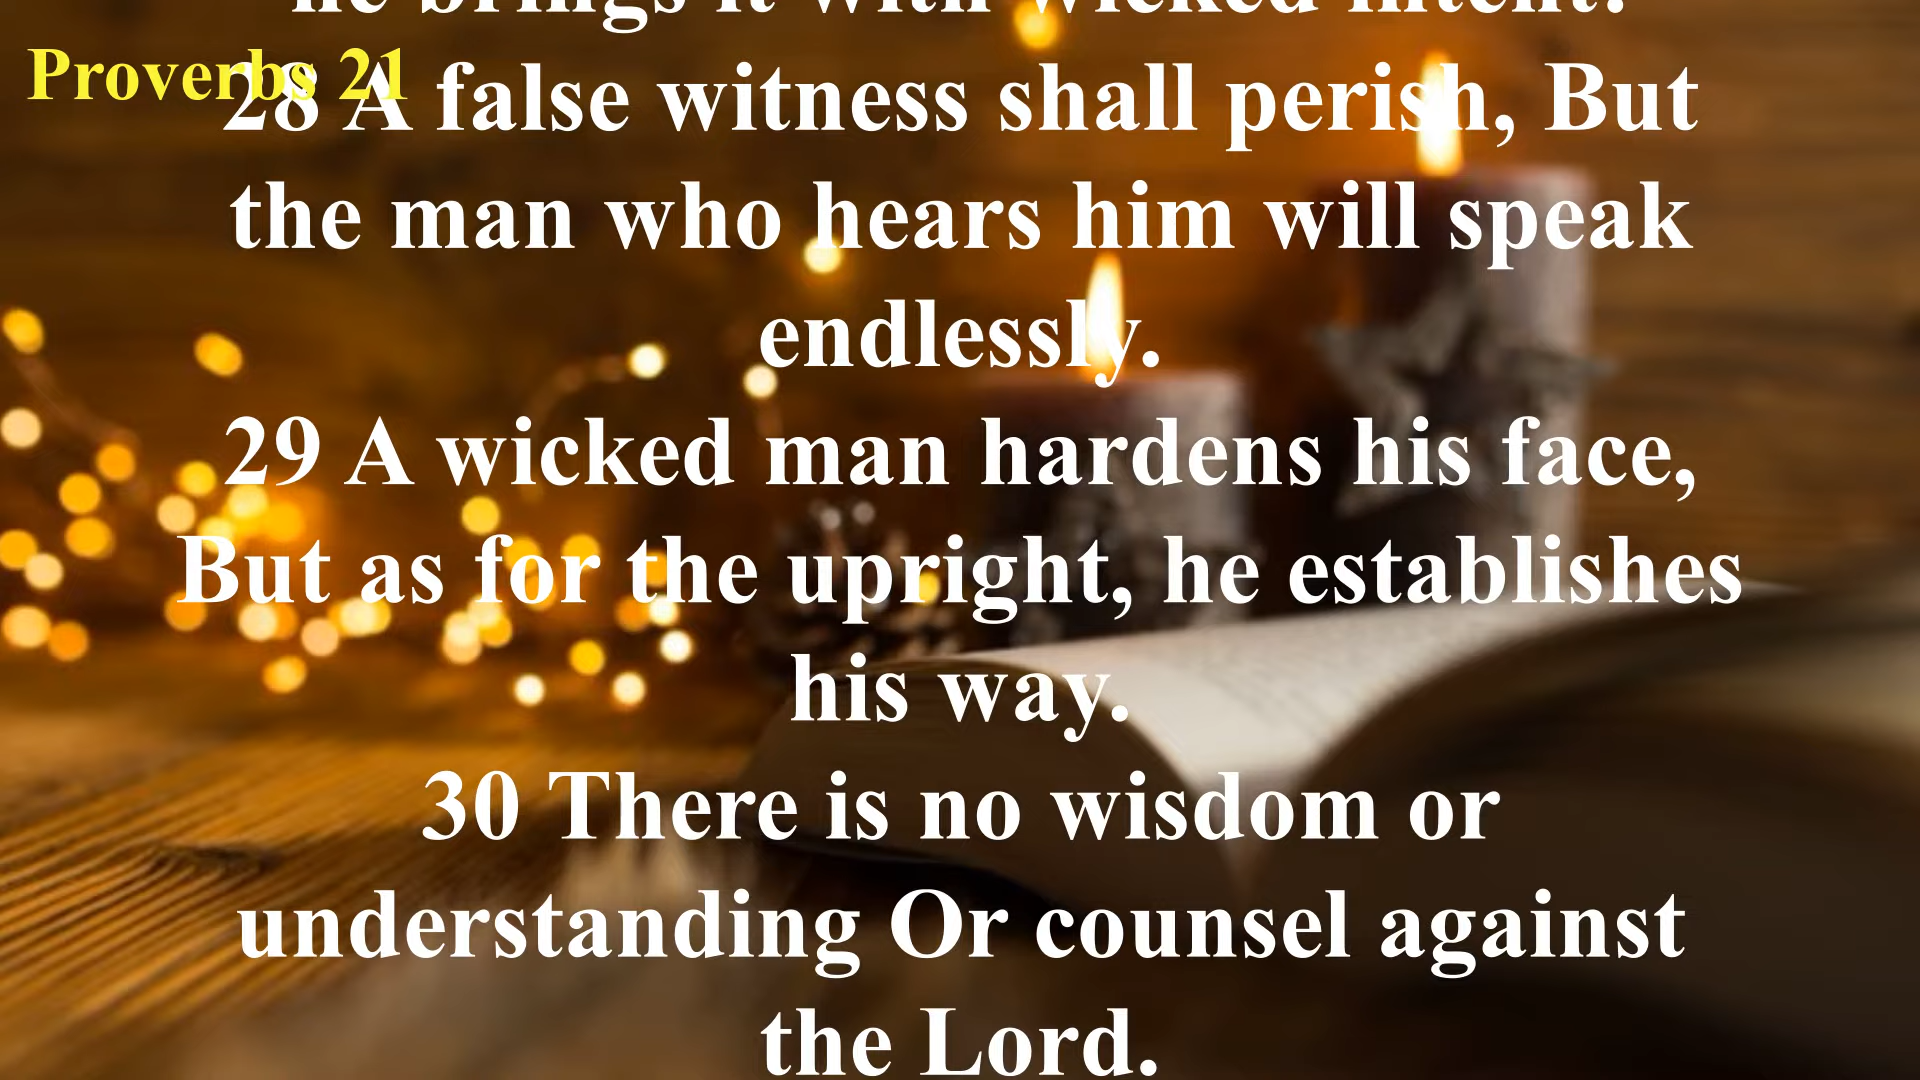 he brings it with wicked intent!
Proverbs 21
28 A false witness shall perish, But
the man who hears him will speak
endlessly.
29 A wicked man hardens his face,
But as for the upright, he establishes
his way.
30 There is no wisdom or
understanding Or counsel against
the Lord.